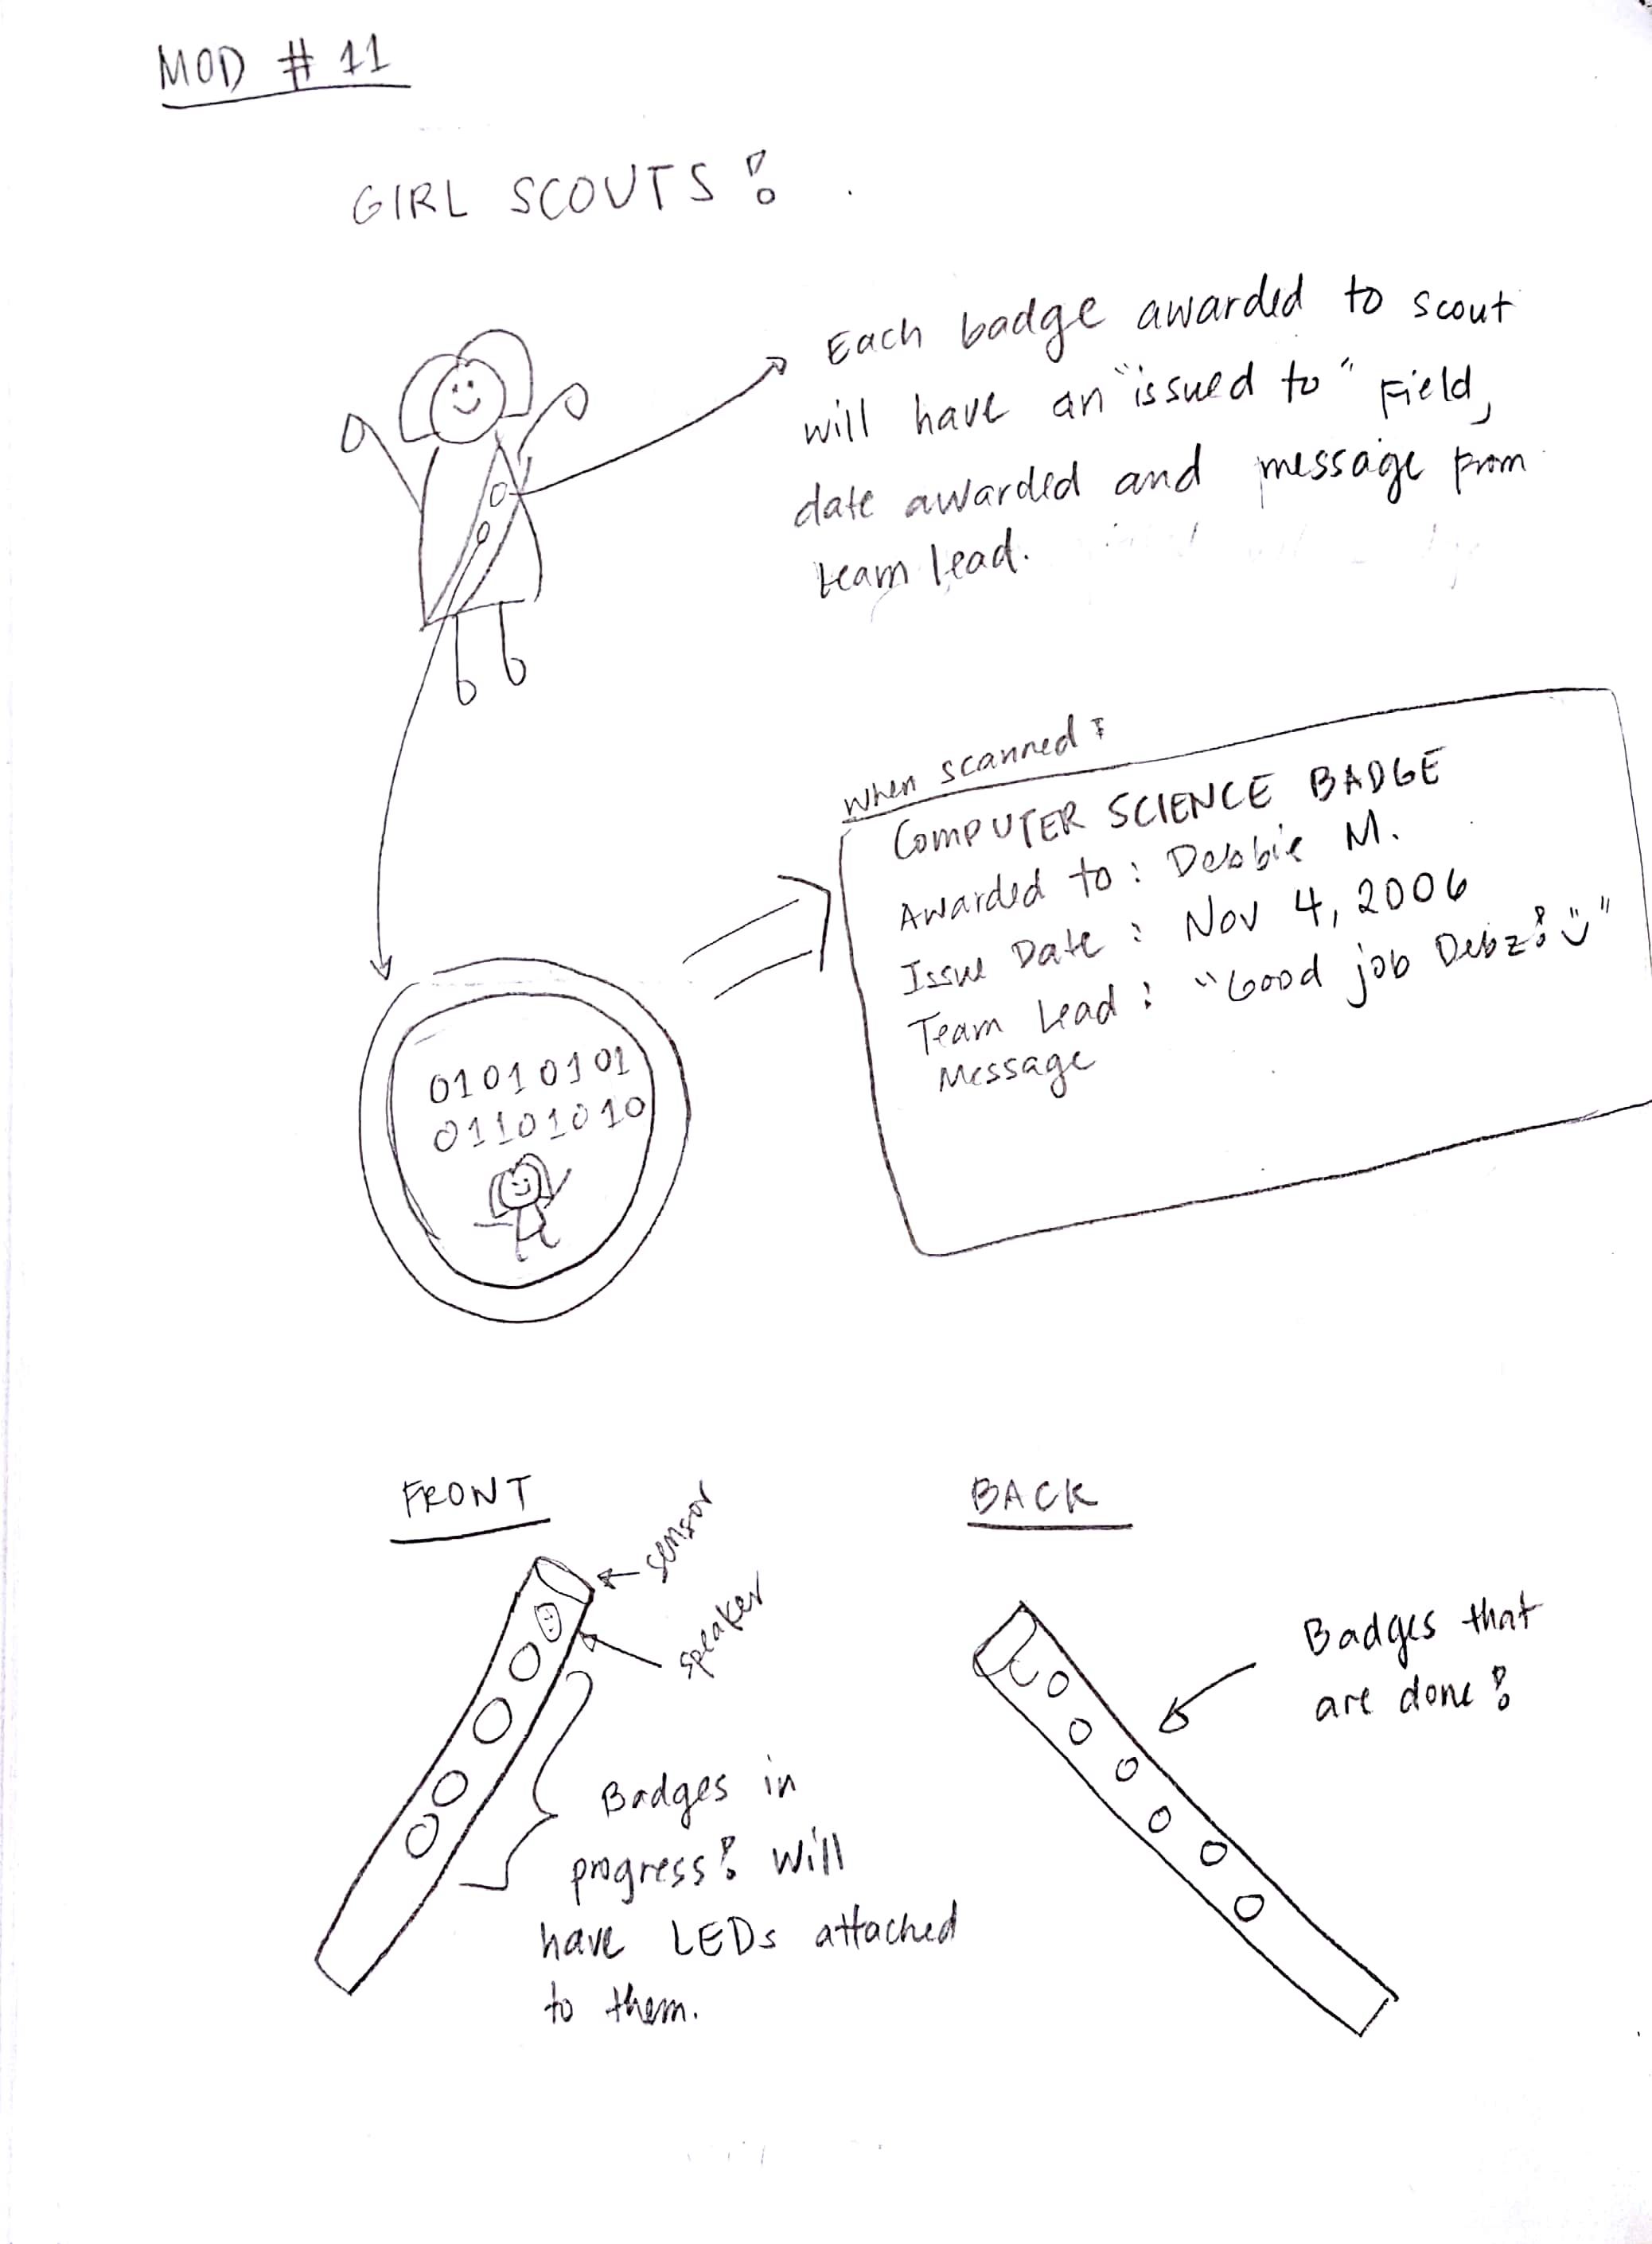 MOD # 11
GIRL SCOUTS!
Each badge awarded to scout
will have an "issued to" field,
date awarded and message from
team lead.
When scanned:
COMPUTER SCIENCE BADGE
Awarded to: Debbie M.
Issue Date: Nov 4, 2006
Team Lead: "Good job Debz! :)"
Message
01010101
01101010
FRONT
sensor
speaker
Badges in
progress! Will
have LEDs attached
to them.
BACK
Badges that
are done!